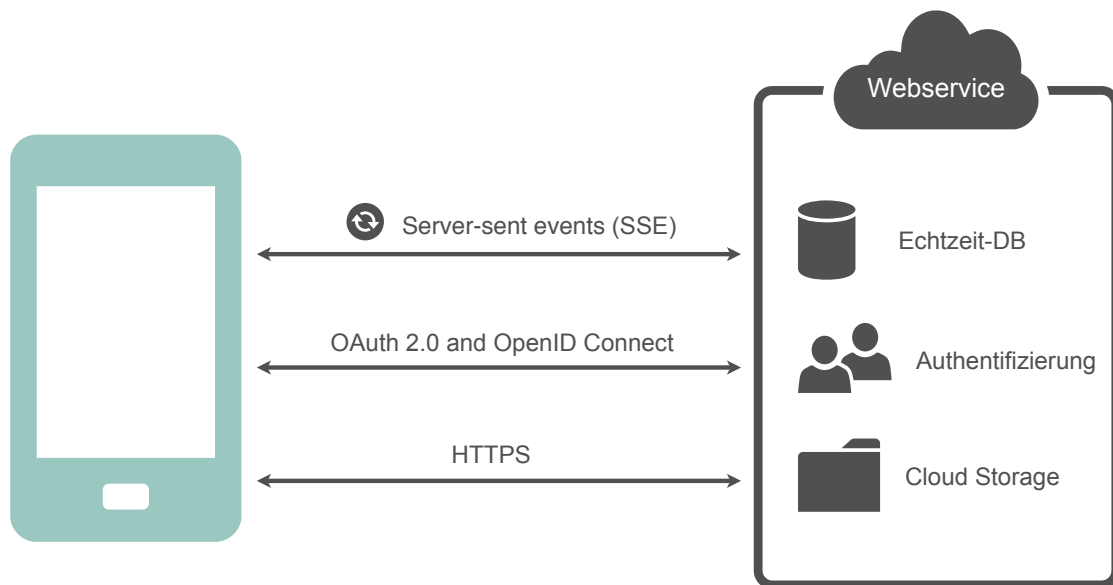 Webservice
Server-sent events (SSE)
Echtzeit-DB
OAuth 2.0 and OpenID Connect
Authentifizierung
HTTPS
Cloud Storage